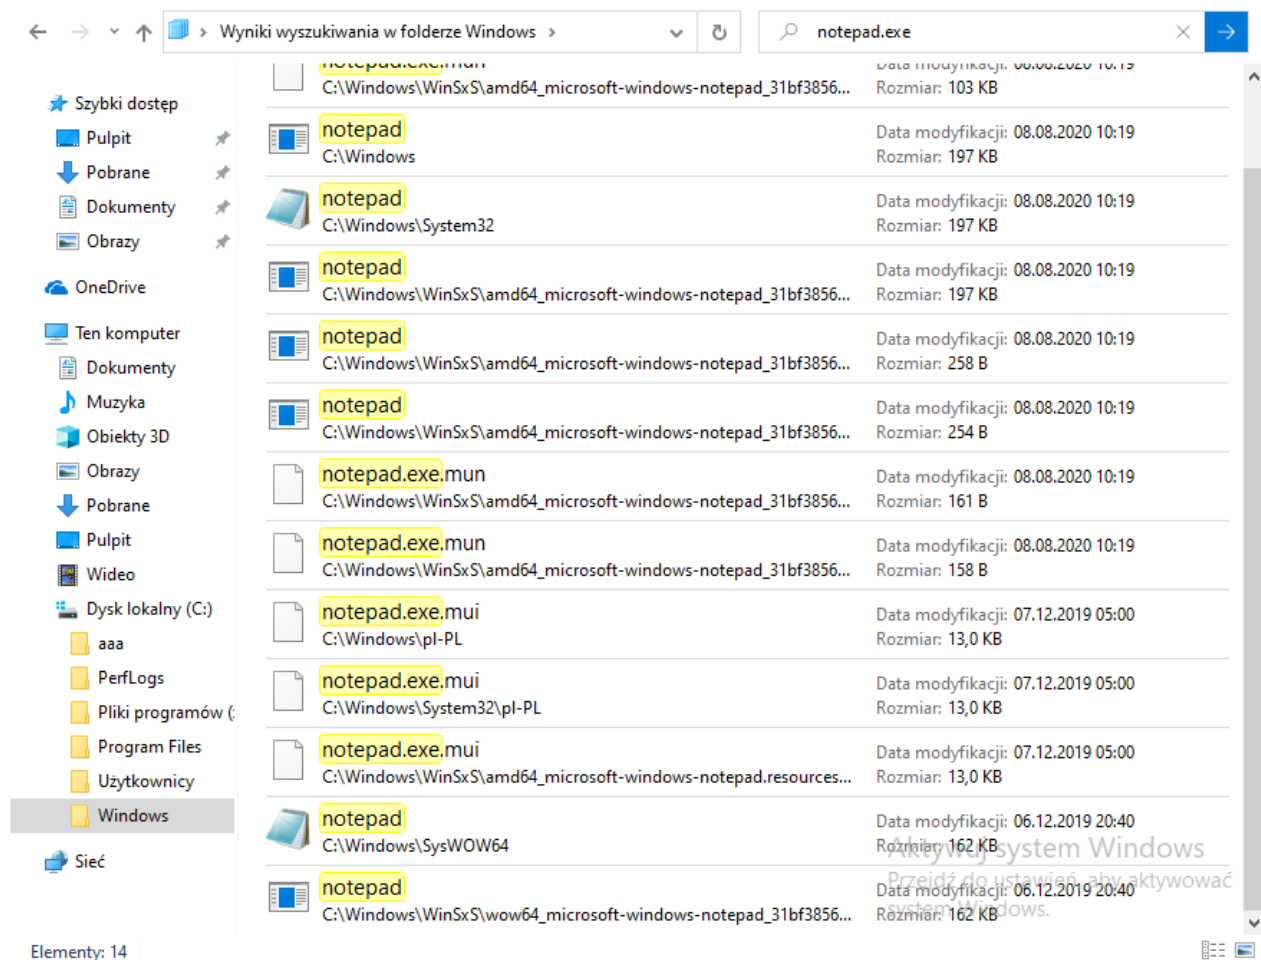 Wyniki wyszukiwania w folderze Windows
notepad.exe
Szybki dostęp
Pulpit
Pobrane
Dokumenty
Obrazy
OneDrive
Ten komputer
Dokumenty
Muzyka
Obiekty 3D
Obrazy
Pobrane
Pulpit
Wideo
Dysk lokalny (C:)
aaa
PerfLogs
Pliki programów (
Program Files
Użytkownicy
Windows
Sieć
notepad.exe.mun
Data modyfikacji: 08.08.2020 10:19
C:\Windows\WinSxS\amd64_microsoft-windows-notepad_31bf3856...
Rozmiar: 103 KB
notepad
Data modyfikacji: 08.08.2020 10:19
C:\Windows
Rozmiar: 197 KB
notepad
Data modyfikacji: 08.08.2020 10:19
C:\Windows\System32
Rozmiar: 197 KB
notepad
Data modyfikacji: 08.08.2020 10:19
C:\Windows\WinSxS\amd64_microsoft-windows-notepad_31bf3856...
Rozmiar: 197 KB
notepad
Data modyfikacji: 08.08.2020 10:19
C:\Windows\WinSxS\amd64_microsoft-windows-notepad_31bf3856...
Rozmiar: 258 B
notepad
Data modyfikacji: 08.08.2020 10:19
C:\Windows\WinSxS\amd64_microsoft-windows-notepad_31bf3856...
Rozmiar: 254 B
notepad.exe.mun
Data modyfikacji: 08.08.2020 10:19
C:\Windows\WinSxS\amd64_microsoft-windows-notepad_31bf3856...
Rozmiar: 161 B
notepad.exe.mun
Data modyfikacji: 08.08.2020 10:19
C:\Windows\WinSxS\amd64_microsoft-windows-notepad_31bf3856...
Rozmiar: 158 B
notepad.exe.mui
Data modyfikacji: 07.12.2019 05:00
C:\Windows\pl-PL
Rozmiar: 13,0 KB
notepad.exe.mui
Data modyfikacji: 07.12.2019 05:00
C:\Windows\System32\pl-PL
Rozmiar: 13,0 KB
notepad.exe.mui
Data modyfikacji: 07.12.2019 05:00
C:\Windows\WinSxS\amd64_microsoft-windows-notepad.resources...
Rozmiar: 13,0 KB
notepad
Data modyfikacji: 06.12.2019 20:40
C:\Windows\SysWOW64
Rozmiar: 162 KB
notepad
Data modyfikacji: 06.12.2019 20:40
C:\Windows\WinSxS\wow64_microsoft-windows-notepad_31bf3856...
Rozmiar: 162 KB
Aktywuj system Windows
Przejdź do ustawień, aby aktywować
system Windows.
Elementy: 14